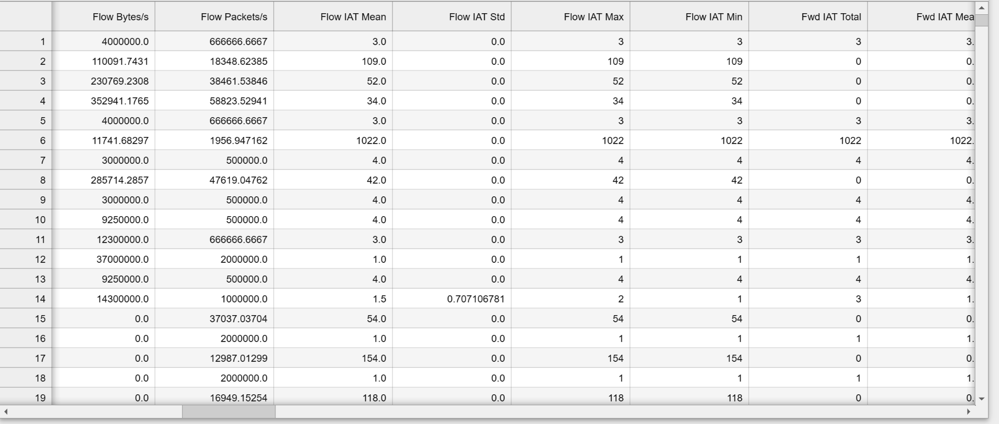 Flow Bytes/s Flow Packets/s Flow IAT Mean Flow IAT Std Flow IAT Max Flow IAT Min Fwd IAT Total Fwd IAT Mea
1 4000000.0 666666.6667 3.0 0.0 3 3 3 3.
2 110091.7431 18348.62385 109.0 0.0 109 109 0 0.
3 230769.2308 38461.53846 52.0 0.0 52 52 0 0.
4 352941.1765 58823.52941 34.0 0.0 34 34 0 0.
5 4000000.0 666666.6667 3.0 0.0 3 3 3 3.
6 11741.68297 1956.947162 1022.0 0.0 1022 1022 1022 1022.
7 3000000.0 500000.0 4.0 0.0 4 4 4 4.
8 285714.2857 47619.04762 42.0 0.0 42 42 0 0.
9 3000000.0 500000.0 4.0 0.0 4 4 4 4.
10 9250000.0 500000.0 4.0 0.0 4 4 4 4.
11 12300000.0 666666.6667 3.0 0.0 3 3 3 3.
12 37000000.0 2000000.0 1.0 0.0 1 1 1 1.
13 9250000.0 500000.0 4.0 0.0 4 4 4 4.
14 14300000.0 1000000.0 1.5 0.707106781 2 1 3 1.
15 0.0 37037.03704 54.0 0.0 54 54 0 0.
16 0.0 2000000.0 1.0 0.0 1 1 1 1.
17 0.0 12987.01299 154.0 0.0 154 154 0 0.
18 0.0 2000000.0 1.0 0.0 1 1 1 1.
19 0.0 16949.15254 118.0 0.0 118 118 0 0.